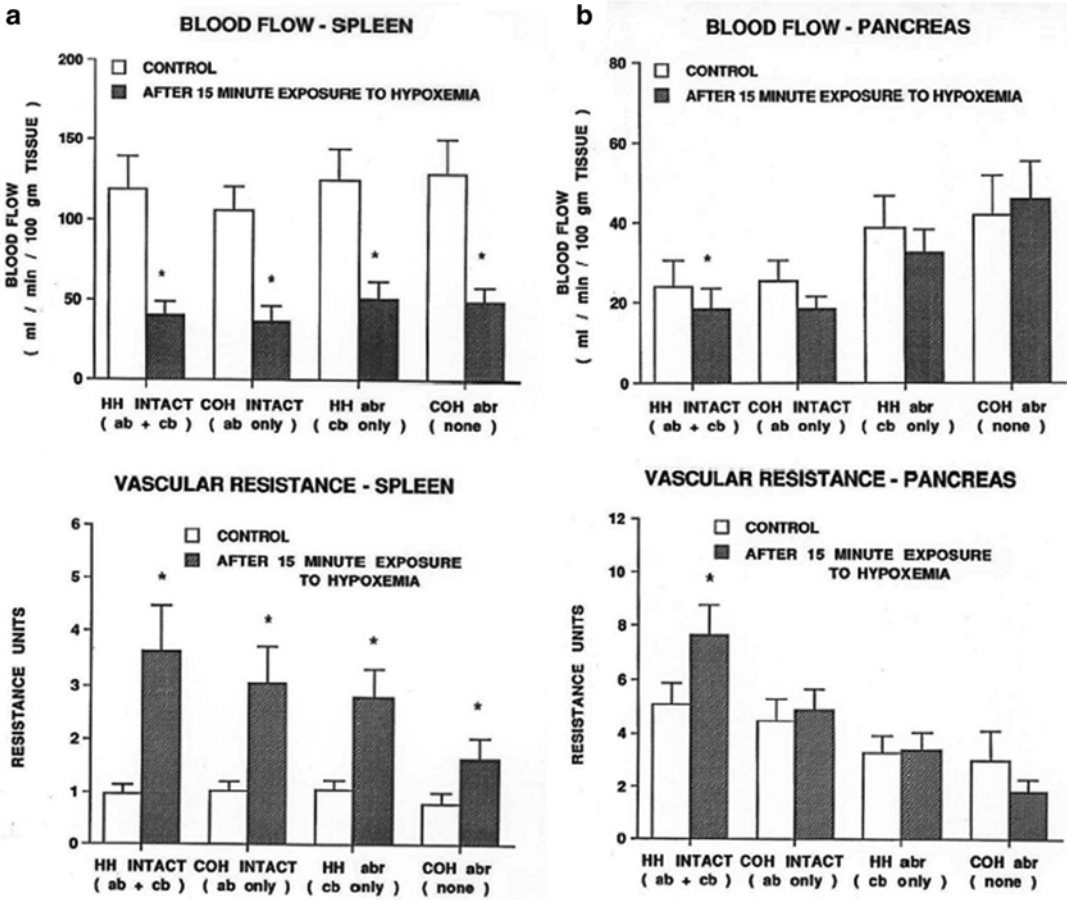 a
BLOOD FLOW - SPLEEN
200
150
100
50
0
BLOOD FLOW
( ml / min / 100 gm TISSUE )
CONTROL
AFTER 15 MINUTE EXPOSURE TO HYPOXEMIA
*
*
*
*
HH INTACT
( ab + cb )
COH INTACT
( ab only )
HH abr
( cb only )
COH abr
( none )
b
BLOOD FLOW - PANCREAS
80
60
40
20
0
BLOOD FLOW
( ml / min / 100 gm TISSUE )
CONTROL
AFTER 15 MINUTE EXPOSURE TO HYPOXEMIA
*
HH INTACT
( ab + cb )
COH INTACT
( ab only )
HH abr
( cb only )
COH abr
( none )
VASCULAR RESISTANCE - SPLEEN
6
5
4
3
2
1
0
RESISTANCE UNITS
CONTROL
AFTER 15 MINUTE EXPOSURE
TO HYPOXEMIA
*
*
*
*
HH INTACT
( ab + cb )
COH INTACT
( ab only )
HH abr
( cb only )
COH abr
( none )
VASCULAR RESISTANCE - PANCREAS
12
10
8
6
4
2
0
RESISTANCE UNITS
CONTROL
AFTER 15 MINUTE EXPOSURE
TO HYPOXEMIA
*
HH INTACT
( ab + cb )
COH INTACT
( ab only )
HH abr
( cb only )
COH abr
( none )